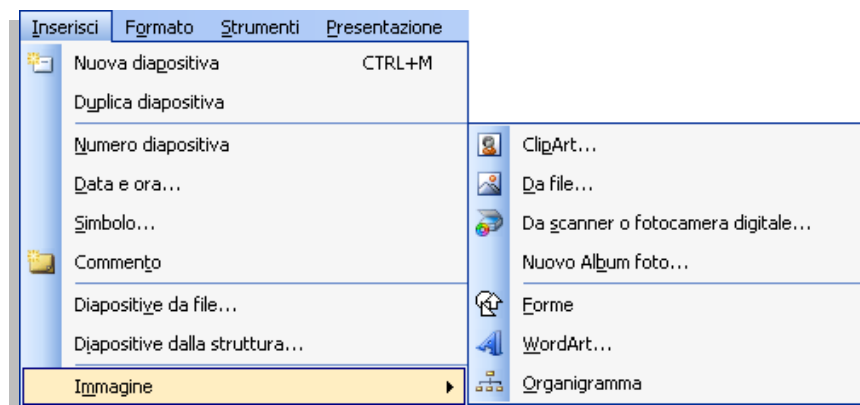 Inserisci Formato Strumenti Presentazione
Nuova diapositiva CTRL+M
Duplica diapositiva
Numero diapositiva
Data e ora...
Simbolo...
Commento
Diapositive da file...
Diapositive dalla struttura...
Immagine
ClipArt...
Da file...
Da scanner o fotocamera digitale...
Nuovo Album foto...
Forme
WordArt...
Organigramma